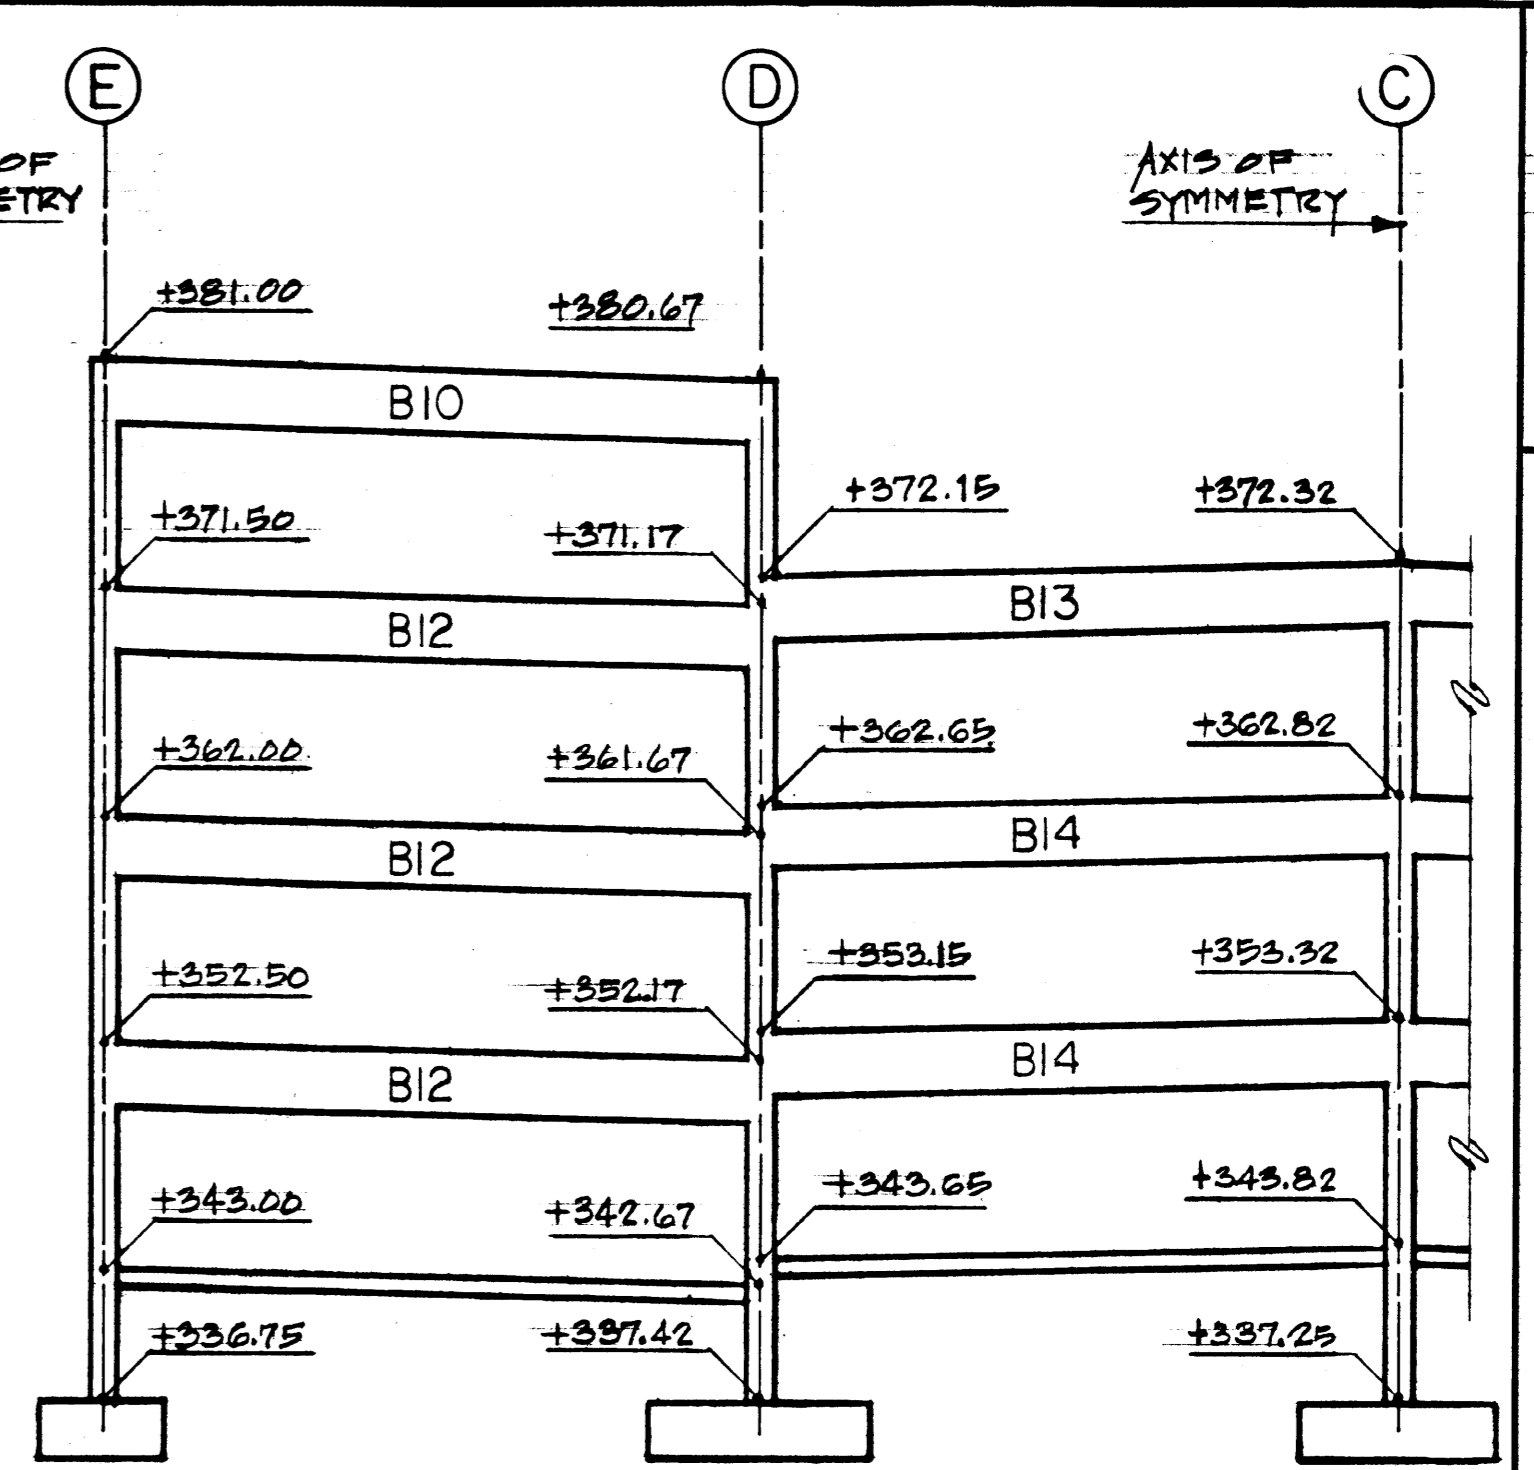 E
D
C
OF
ETRY
AXIS OF
SYMMETRY
+381.00
+380.67
B10
+372.15
+372.32
+371.50
+371.17
B13
B12
+362.65
+362.82
+362.00
+361.67
B14
B12
+353.15
+353.32
+352.50
+352.17
B14
B12
+343.65
+343.82
+343.00
+342.67
+336.75
+337.42
+337.25